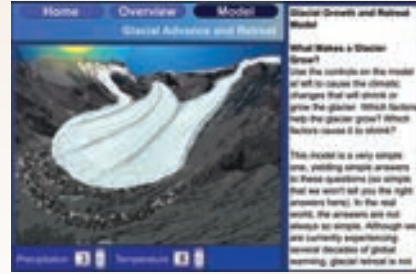 Home Overview Model
Glacial Advance and Retreat
Precipitation 3 Temperature 8
Glacial Growth and Retreat
Model
What Makes a Glacier
Grow?
Use the controls on the model
at left to cause the climatic
changes that will shrink or
grow the glacier. Which factors
help the glacier grow? Which
factors cause it to shrink?
This model is a very simple
one, yielding simple answers
to these questions (so simple
that we won't tell you the right
answers here). In the real
world, the answers are not
always so simple. Although we
are currently experiencing
several decades of global
warming, glacial retreat is not